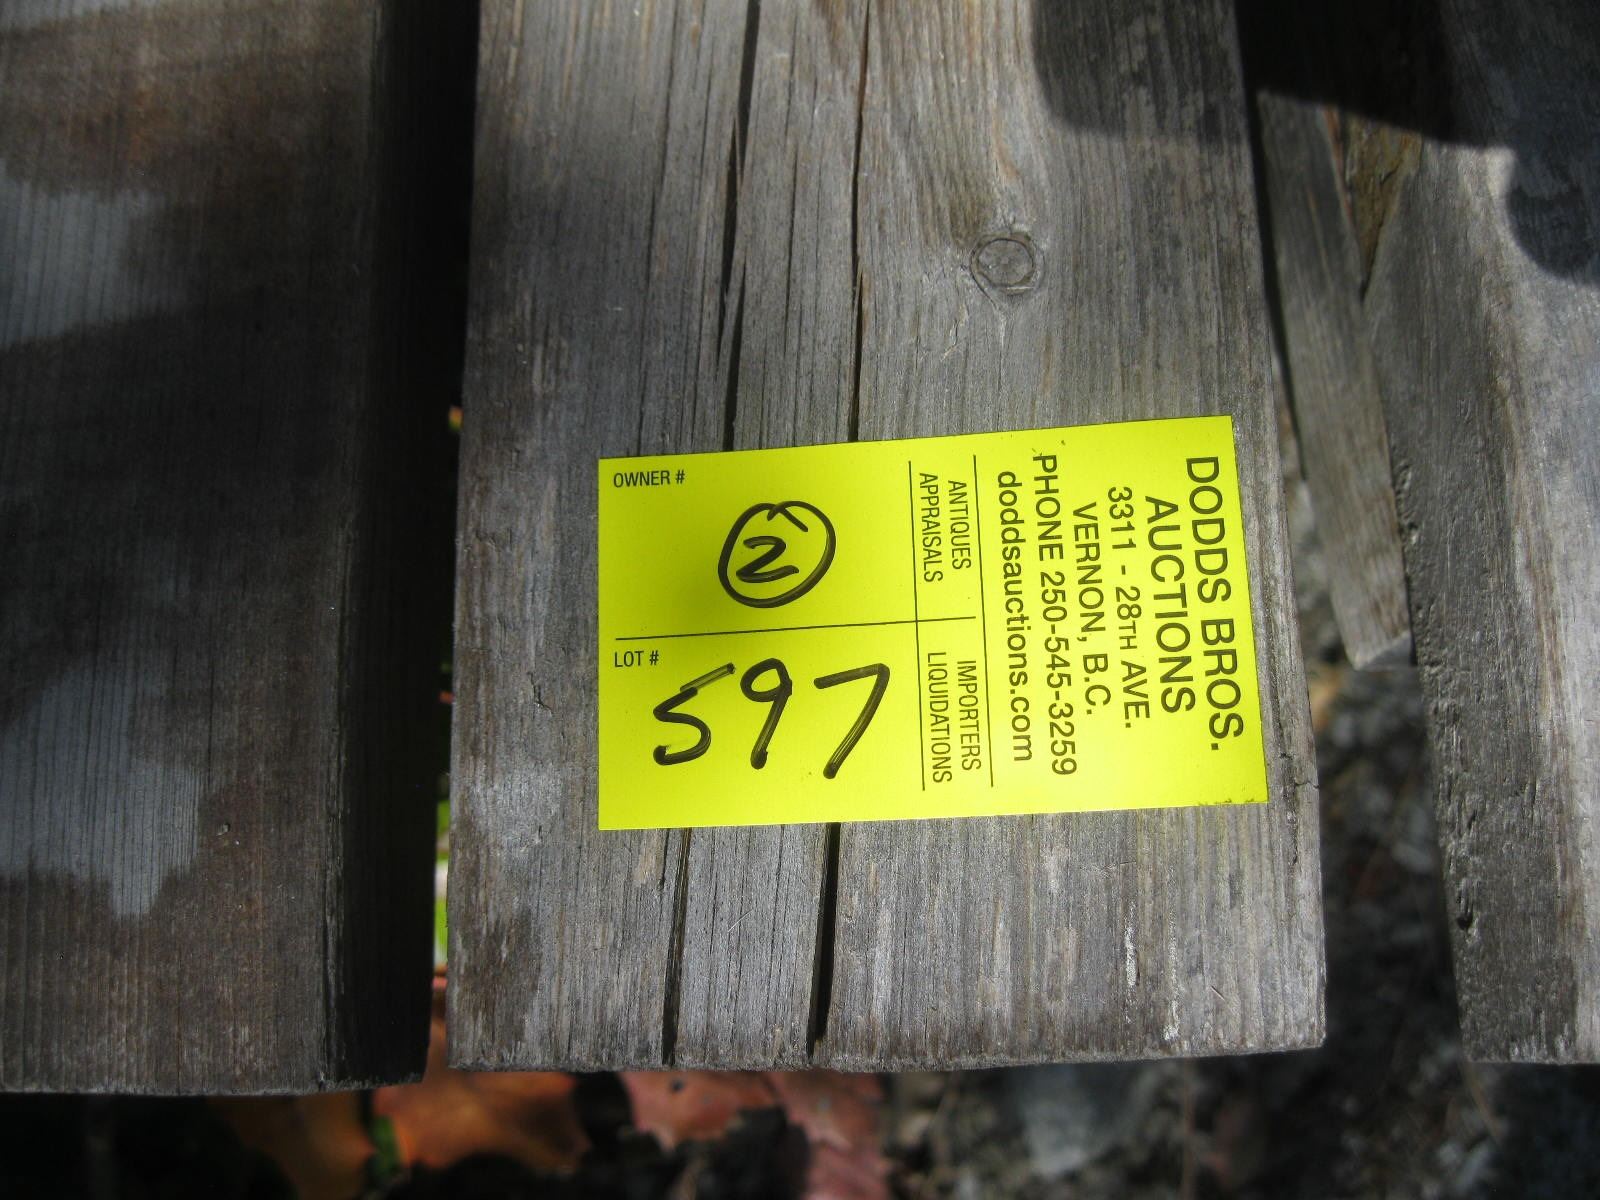 DODDS BROS.
AUCTIONS
3311 - 28TH AVE.
VERNON, B.C.
PHONE 250-545-3259
doddsauctions.com
ANTIQUES
APPRAISALS
IMPORTERS
LIQUIDATIONS
OWNER #
2
LOT #
597